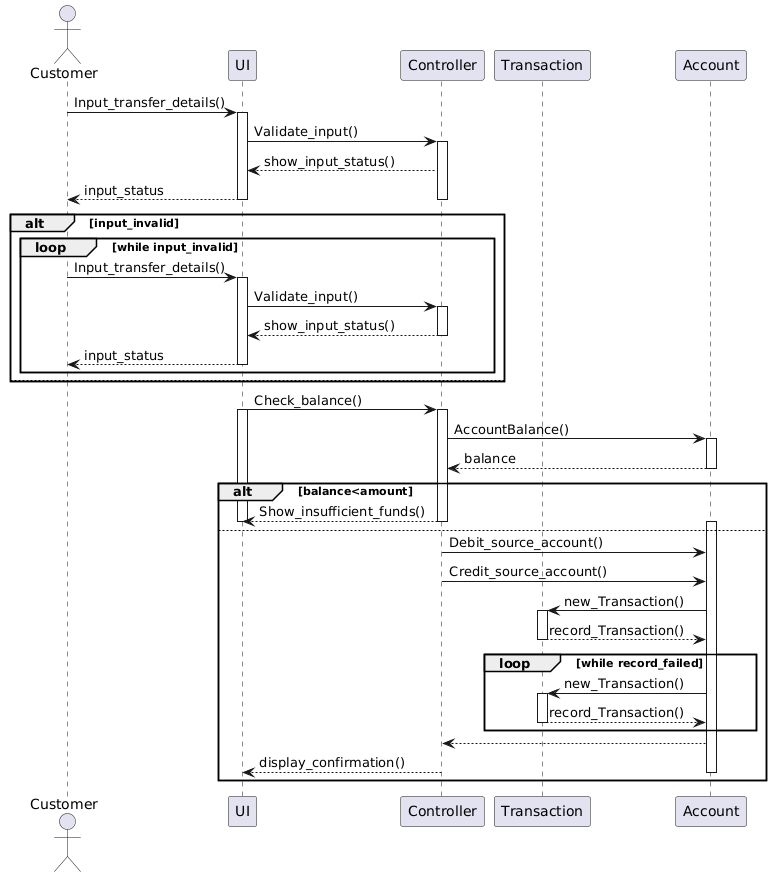 Customer
UI
Controller
Transaction
Account
Input_transfer_details()
Validate_input()
show_input_status()
input_status
alt [input_invalid]
loop [while input_invalid]
Input_transfer_details()
Validate_input()
show_input_status()
input_status
Check_balance()
AccountBalance()
balance
alt [balance<amount]
Show_insufficient_funds()
Debit_source_account()
Credit_source_account()
new_Transaction()
record_Transaction()
loop [while record_failed]
new_Transaction()
record_Transaction()
display_confirmation()
Customer
UI
Controller
Transaction
Account